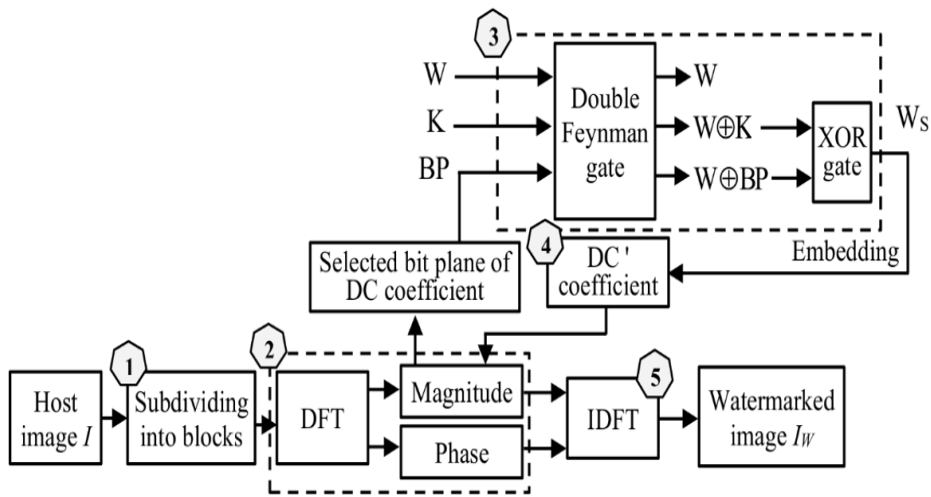 3
W
K
BP
Double
Feynman
gate
W
W⊕K
W⊕BP
XOR
gate
Ws
Embedding
4
DC '
coefficient
Selected bit plane of
DC coefficient
1
2
5
Host
image I
Subdividing
into blocks
DFT
Magnitude
Phase
IDFT
Watermarked
image Iw